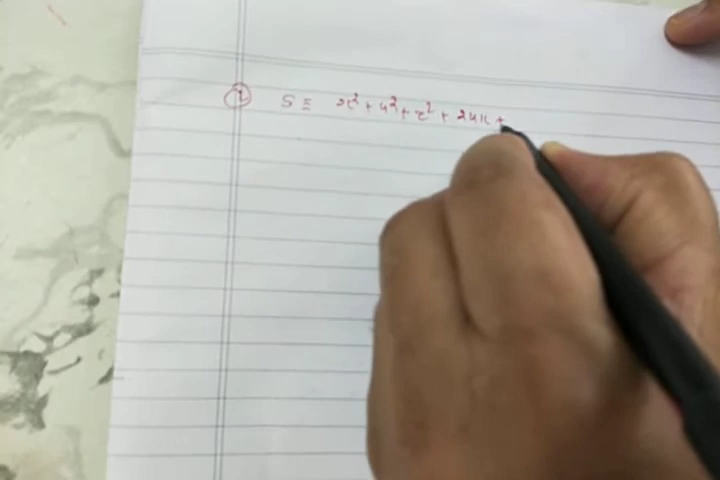 ① S ≡ x² + y² + z² + 2ux +